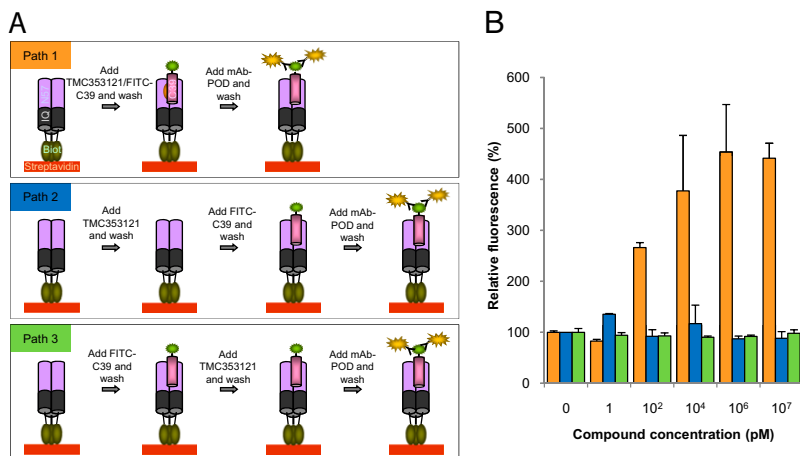 A
Path 1
Add
TMC353121/FITC-
C39 and wash
Add mAb-
POD and
wash
IQ
N57
C39
Biot
Streptavidin
Path 2
Add
TMC353121
and wash
Add FITC-
C39 and
wash
Add mAb-
POD and
wash
Path 3
Add FITC-
C39 and
wash
Add
TMC353121
and wash
Add mAb-
POD and
wash
B
Relative fluorescence (%)
600
500
400
300
200
100
0
0
1
10²
10⁴
10⁶
10⁷
Compound concentration (pM)